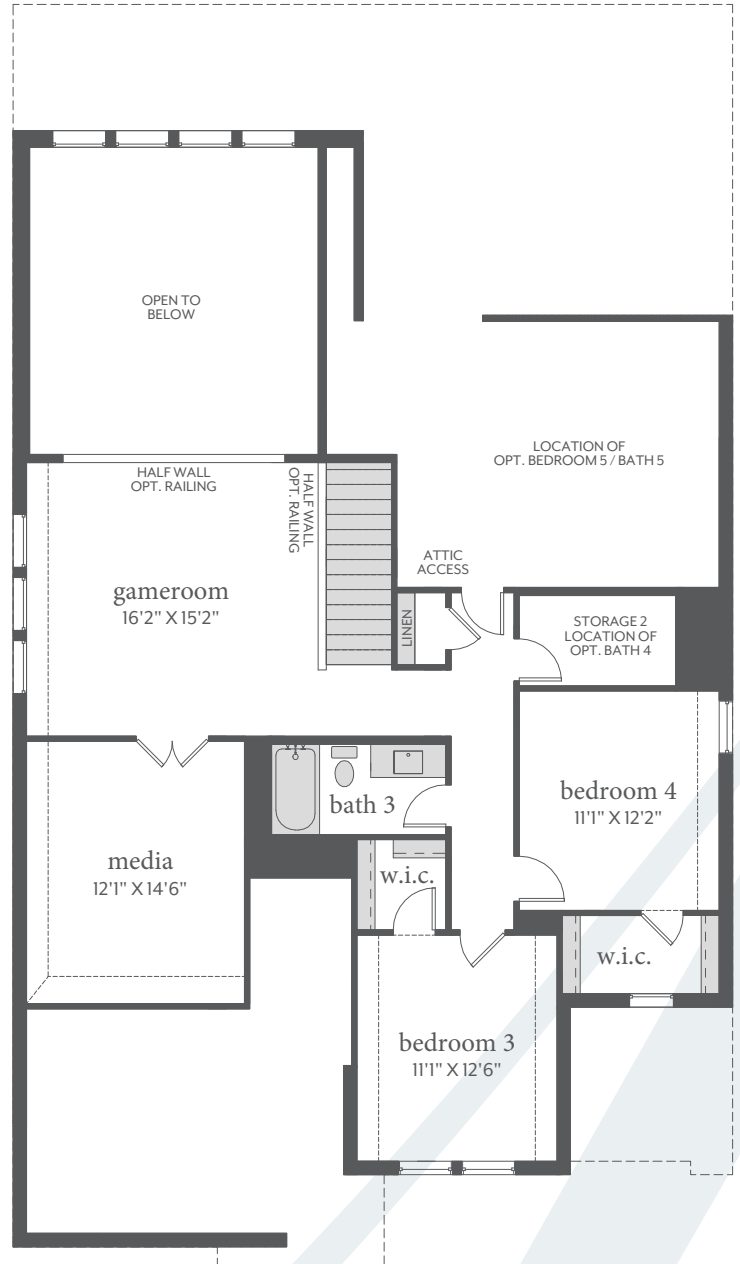 OPEN TO
BELOW
LOCATION OF
OPT. BEDROOM 5 / BATH 5
HALF WALL
OPT. RAILING
HALF WALL
OPT. RAILING
ATTIC
ACCESS
gameroom
16'2" X 15'2"
LINEN
STORAGE 2
LOCATION OF
OPT. BATH 4
bath 3
bedroom 4
11'1" X 12'2"
media
12'1" X 14'6"
w.i.c.
w.i.c.
bedroom 3
11'1" X 12'6"